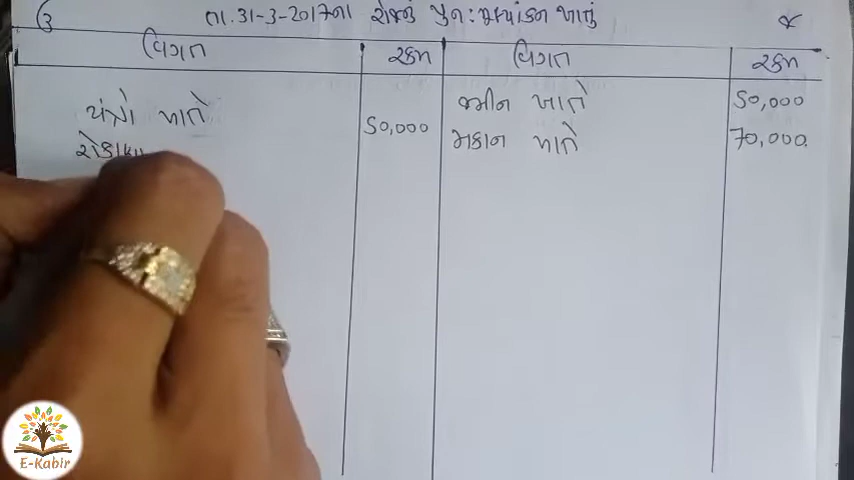 તા.31-3-2017ના રોજનું પુનઃમૂલ્યાંકન ખાતું
વિગત રકમ વિગત રકમ
જમીન ખાતે 50,000
યંત્રો ખાતે 50,000
મકાન ખાતે 70,000
E-Kabir